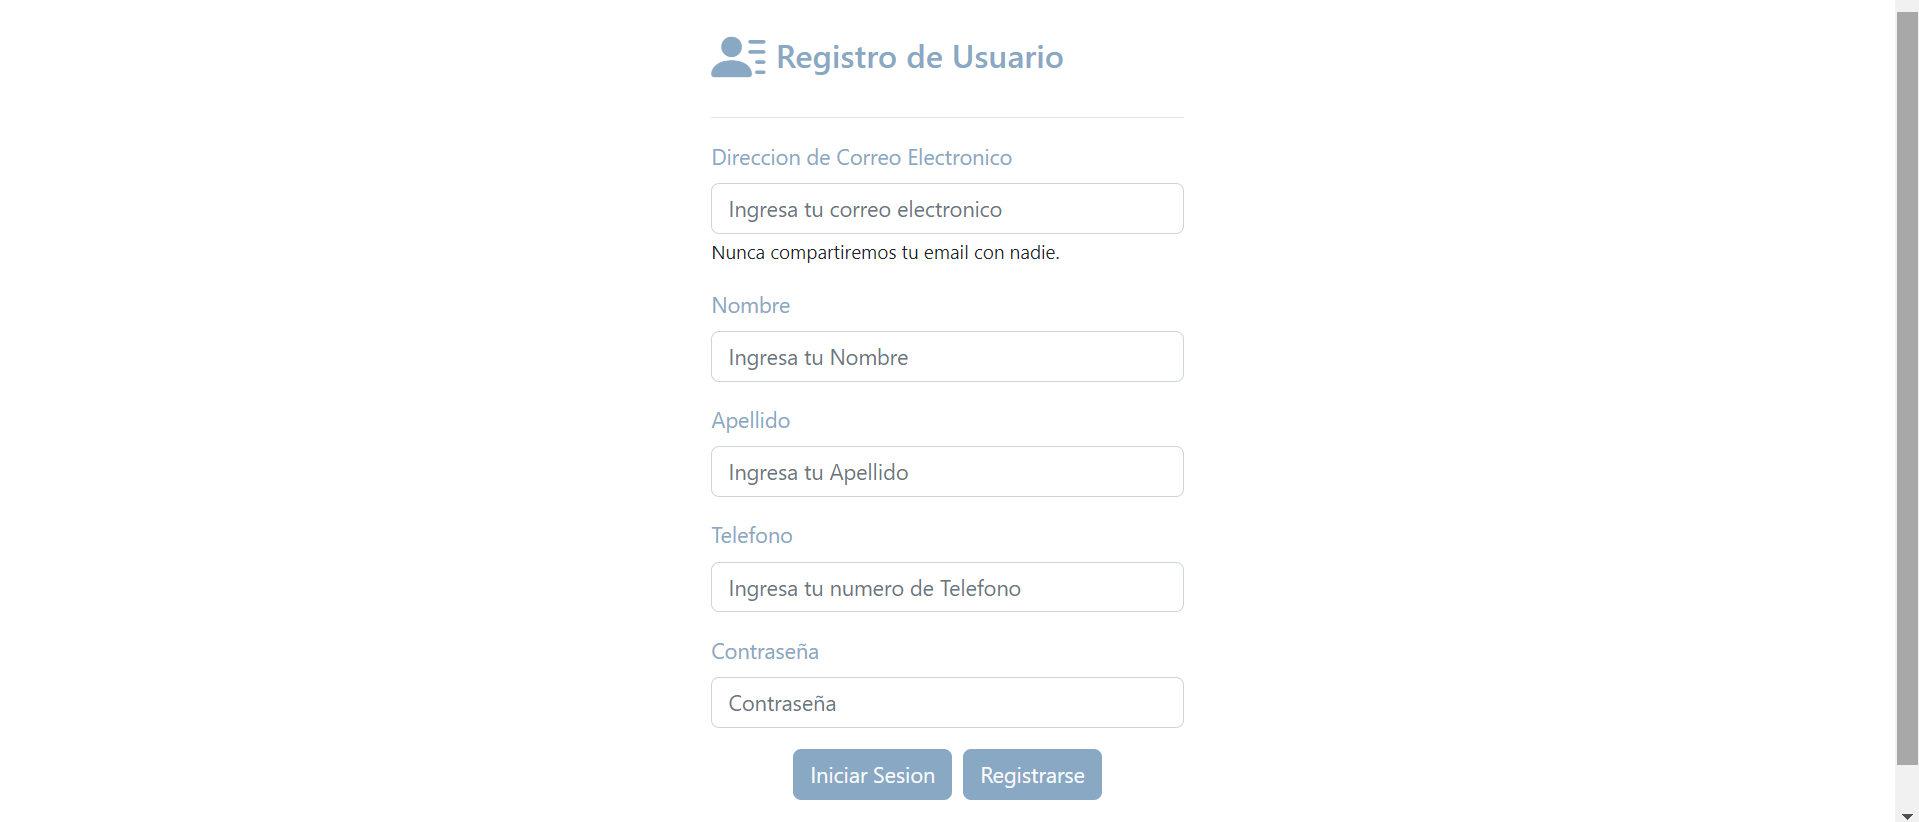 Registro de Usuario
Direccion de Correo Electronico
Ingresa tu correo electronico
Nunca compartiremos tu email con nadie.
Nombre
Ingresa tu Nombre
Apellido
Ingresa tu Apellido
Telefono
Ingresa tu numero de Telefono
Contraseña
Contraseña
Iniciar Sesion Registrarse